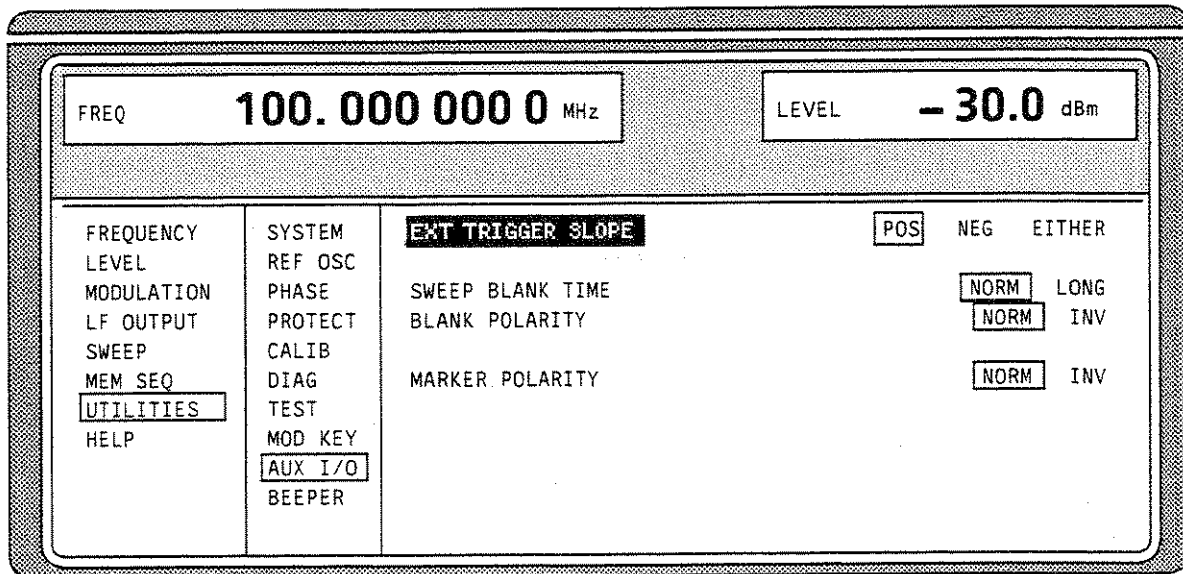 FREQ 100. 000 000 0 MHz LEVEL – 30.0 dBm
FREQUENCY SYSTEM EXT TRIGGER SLOPE POS NEG EITHER
LEVEL REF OSC
MODULATION PHASE SWEEP BLANK TIME NORM LONG
LF OUTPUT PROTECT BLANK POLARITY NORM INV
SWEEP CALIB
MEM SEQ DIAG MARKER POLARITY NORM INV
UTILITIES TEST
HELP MOD KEY
AUX I/O
BEEPER